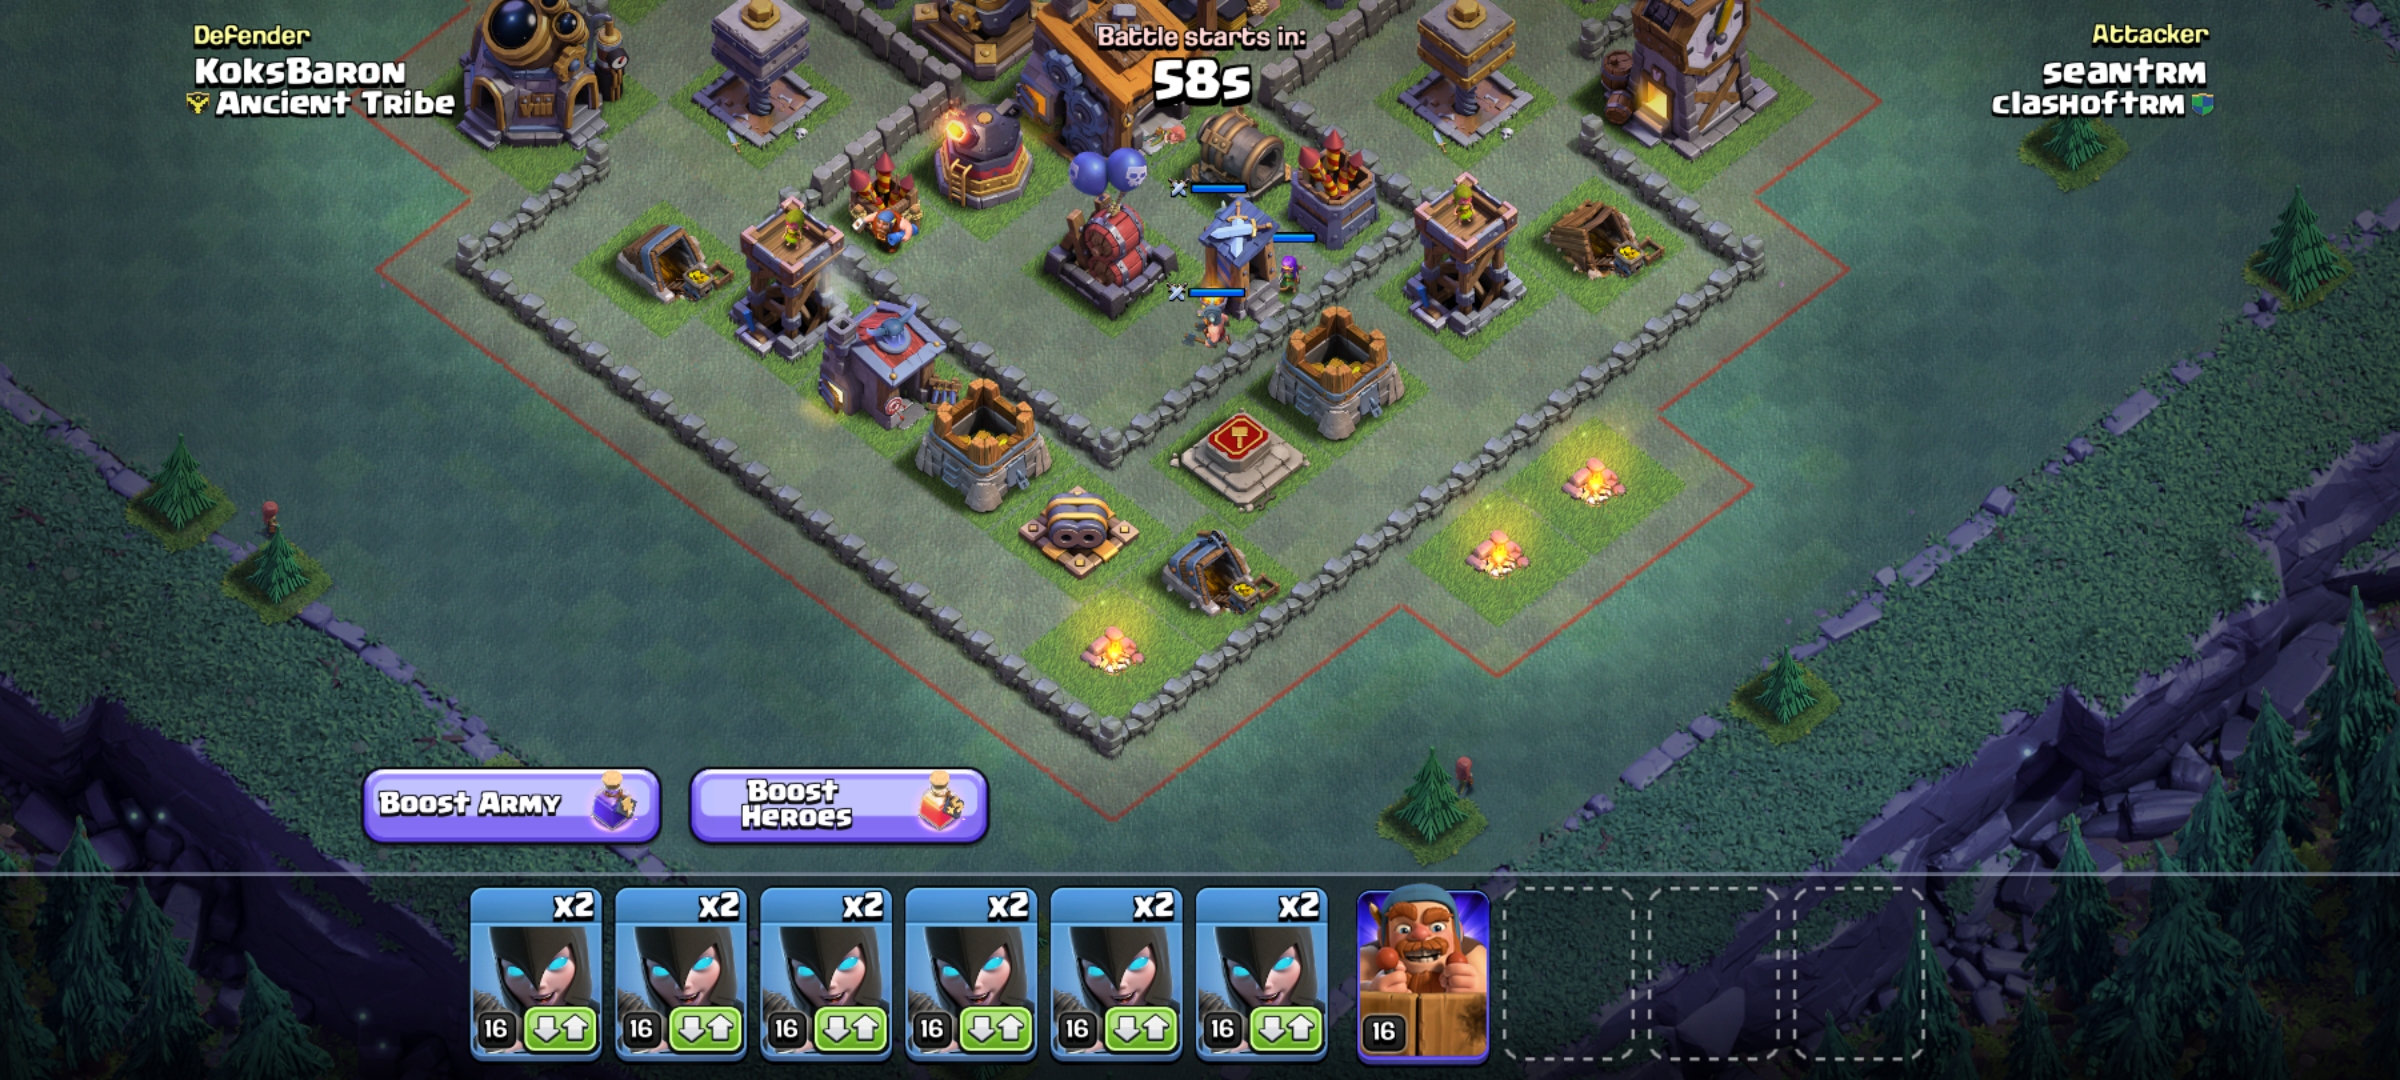 Defender
KoksBaron
Ancient Tribe
Battle starts in:
58s
Attacker
seantRM
clashoftRM
Boost Army
Boost
Heroes
x2
x2
x2
x2
x2
x2
16
16
16
16
16
16
16